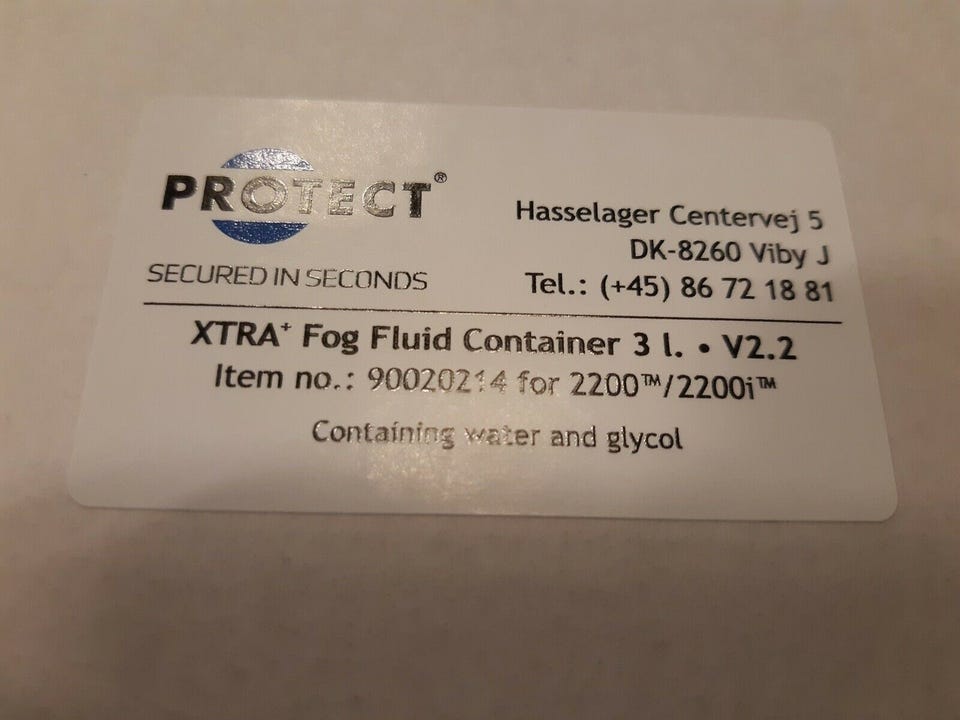 PROTECT®
SECURED IN SECONDS
Hasselager Centervej 5
DK-8260 Viby J
Tel.: (+45) 86 72 18 81
XTRA⁺ Fog Fluid Container 3 l. • V2.2
Item no.: 90020214 for 2200™/2200i™
Containing water and glycol